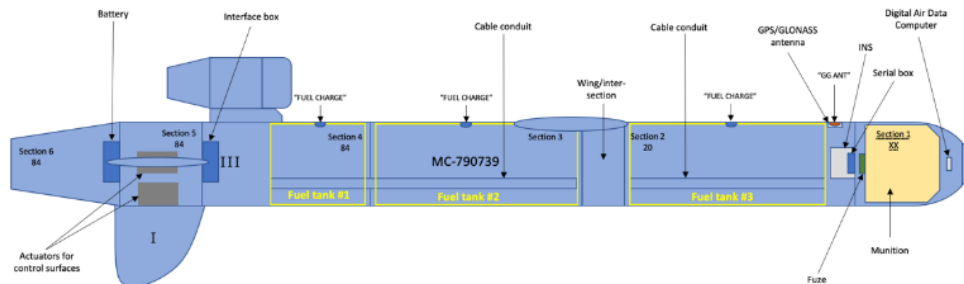 Battery
Interface box
Cable conduit
Cable conduit
GPS/GLONASS
antenna
Digital Air Data
Computer
INS
Serial box
Wing/inter-
section
"FUEL CHARGE"
"FUEL CHARGE"
"FUEL CHARGE"
"GG ANT"
Section 6
84
Section 5
84
III
Section 4
84
MC-790739
Section 3
Section 2
20
Section 1
XX
Fuel tank #1
Fuel tank #2
Fuel tank #3
I
Actuators for
control surfaces
Munition
Fuze